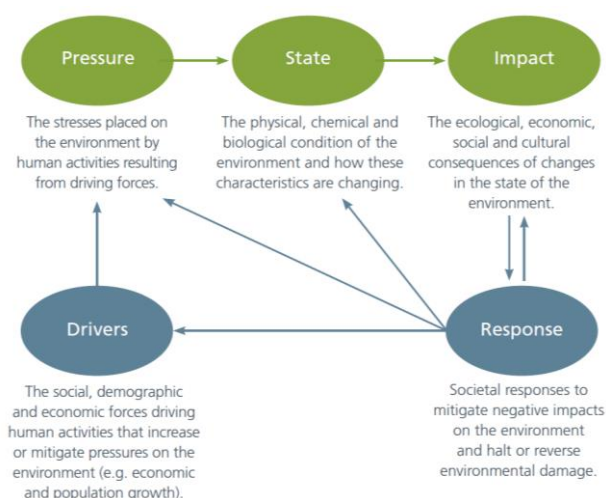 Pressure
The stresses placed on
the environment by
human activities resulting
from driving forces.
State
The physical, chemical and
biological condition of the
environment and how these
characteristics are changing.
Impact
The ecological, economic,
social and cultural
consequences of changes
in the state of the
environment.
Drivers
The social, demographic
and economic forces driving
human activities that increase
or mitigate pressures on the
environment (e.g. economic
and population growth).
Response
Societal responses to
mitigate negative impacts
on the environment
and halt or reverse
environmental damage.